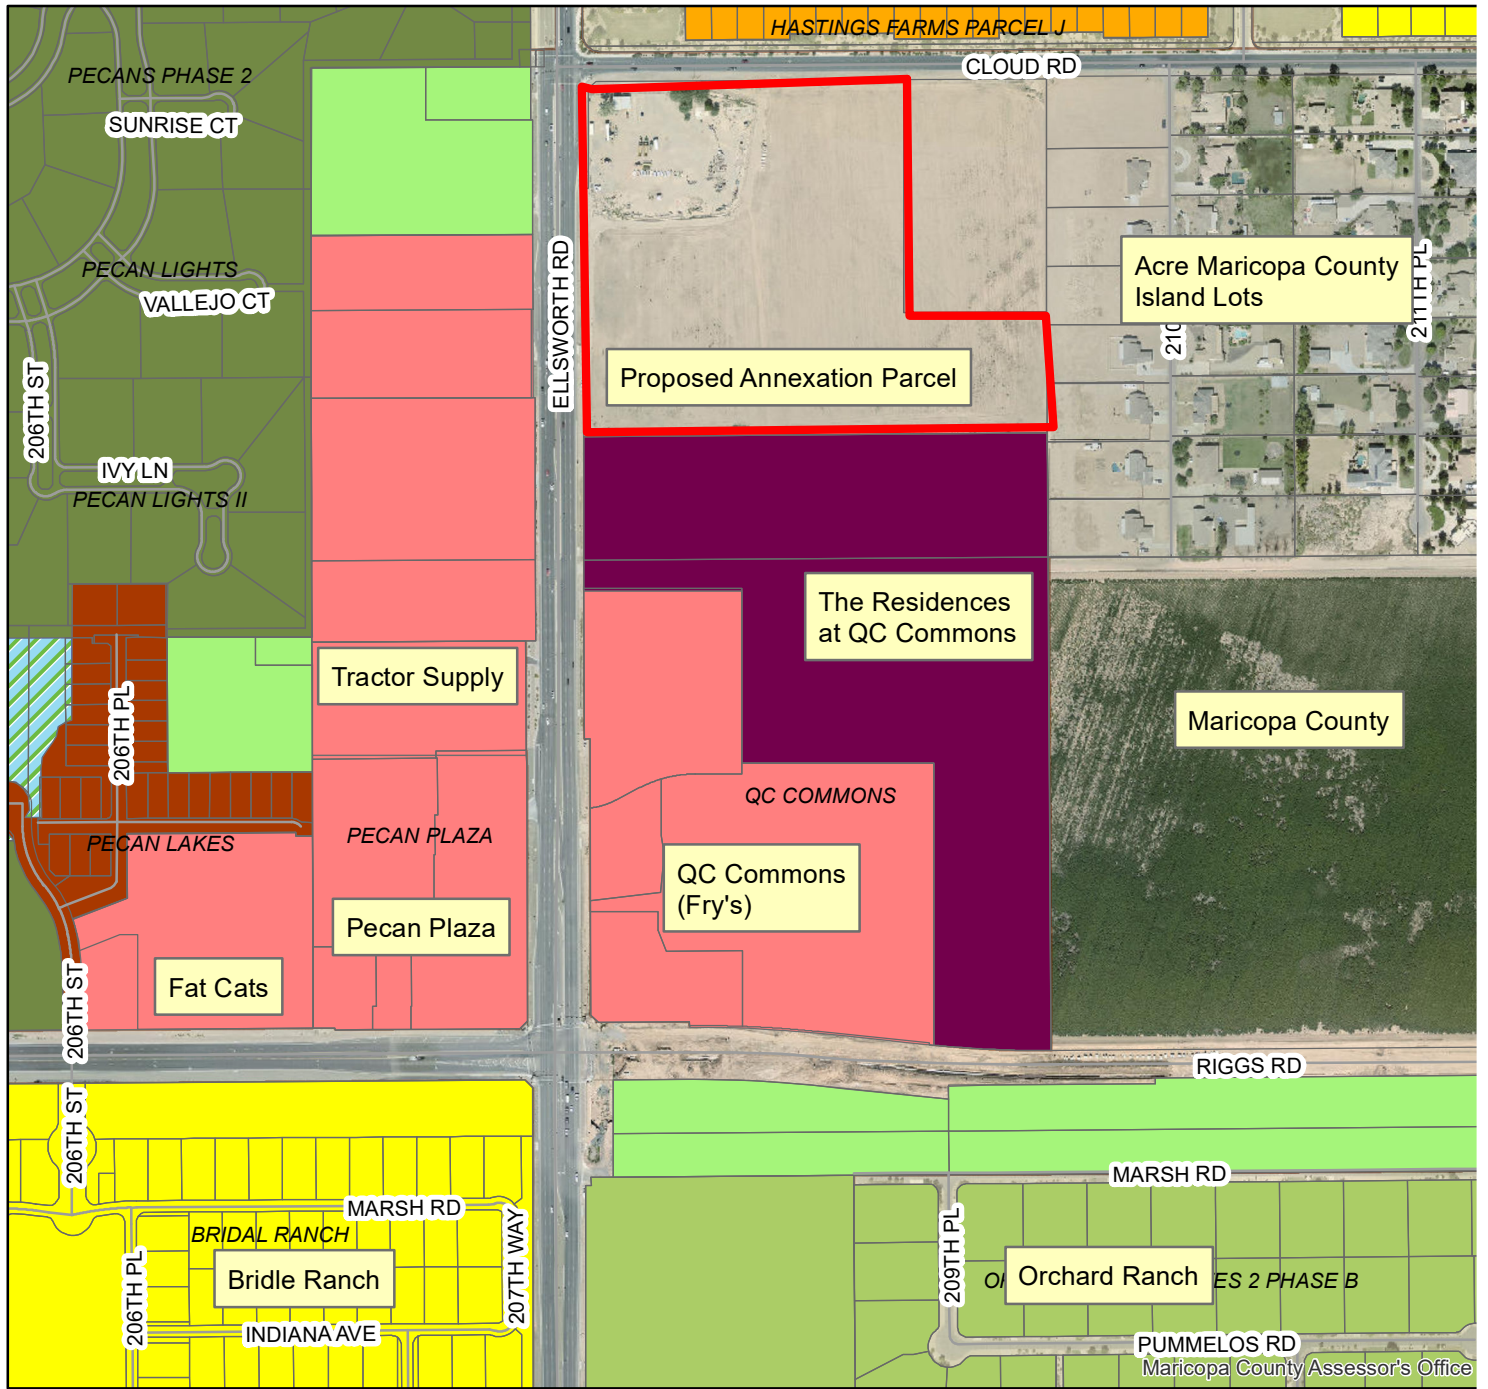 HASTINGS FARMS PARCEL J
CLOUD RD
PECANS PHASE 2
SUNRISE CT
ELLSWORTH RD
Acre Maricopa County
Island Lots
211TH PL
210
PECAN LIGHTS
VALLEJO CT
206TH ST
Proposed Annexation Parcel
IVY LN
PECAN LIGHTS II
The Residences
at QC Commons
Tractor Supply
Maricopa County
206TH PL
QC COMMONS
PECAN LAKES
PECAN PLAZA
QC Commons
(Fry's)
Pecan Plaza
Fat Cats
206TH ST
RIGGS RD
206TH ST
MARSH RD
MARSH RD
207TH WAY
209TH PL
BRIDAL RANCH
Bridle Ranch
206TH PL
Orchard Ranch
ES 2 PHASE B
INDIANA AVE
PUMMELOS RD
Maricopa County Assessor's Office